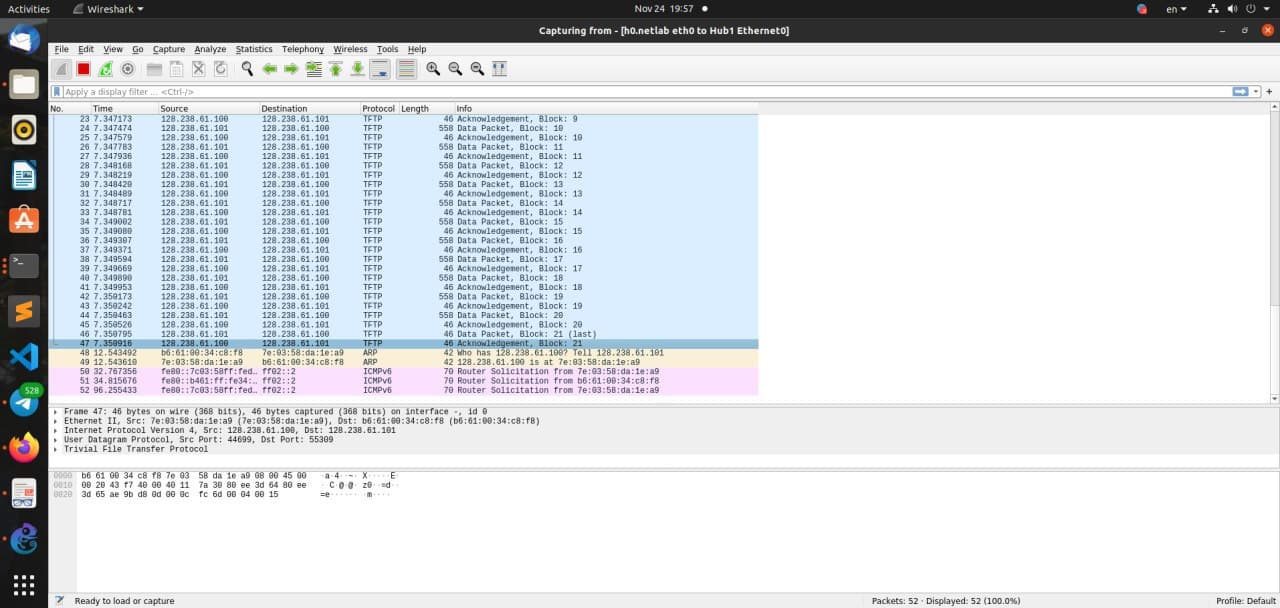 Activities Wireshark Nov 24 19:57 en
Capturing from - [h0.netlab eth0 to Hub1 Ethernet0]
File Edit View Go Capture Analyze Statistics Telephony Wireless Tools Help
Apply a display filter ... <Ctrl-/>
No. Time Source Destination Protocol Length Info
23 7.347173 128.238.61.100 128.238.61.101 TFTP 46 Acknowledgement, Block: 9
24 7.347474 128.238.61.101 128.238.61.100 TFTP 558 Data Packet, Block: 10
25 7.347579 128.238.61.100 128.238.61.101 TFTP 46 Acknowledgement, Block: 10
26 7.347783 128.238.61.101 128.238.61.100 TFTP 558 Data Packet, Block: 11
27 7.347936 128.238.61.100 128.238.61.101 TFTP 46 Acknowledgement, Block: 11
28 7.348168 128.238.61.101 128.238.61.100 TFTP 558 Data Packet, Block: 12
29 7.348219 128.238.61.100 128.238.61.101 TFTP 46 Acknowledgement, Block: 12
30 7.348420 128.238.61.101 128.238.61.100 TFTP 558 Data Packet, Block: 13
31 7.348489 128.238.61.100 128.238.61.101 TFTP 46 Acknowledgement, Block: 13
32 7.348717 128.238.61.101 128.238.61.100 TFTP 558 Data Packet, Block: 14
33 7.348781 128.238.61.100 128.238.61.101 TFTP 46 Acknowledgement, Block: 14
34 7.349002 128.238.61.101 128.238.61.100 TFTP 558 Data Packet, Block: 15
35 7.349080 128.238.61.100 128.238.61.101 TFTP 46 Acknowledgement, Block: 15
36 7.349307 128.238.61.101 128.238.61.100 TFTP 558 Data Packet, Block: 16
37 7.349371 128.238.61.100 128.238.61.101 TFTP 46 Acknowledgement, Block: 16
38 7.349594 128.238.61.101 128.238.61.100 TFTP 558 Data Packet, Block: 17
39 7.349669 128.238.61.100 128.238.61.101 TFTP 46 Acknowledgement, Block: 17
40 7.349890 128.238.61.101 128.238.61.100 TFTP 558 Data Packet, Block: 18
41 7.349953 128.238.61.100 128.238.61.101 TFTP 46 Acknowledgement, Block: 18
42 7.350173 128.238.61.101 128.238.61.100 TFTP 558 Data Packet, Block: 19
43 7.350242 128.238.61.100 128.238.61.101 TFTP 46 Acknowledgement, Block: 19
44 7.350463 128.238.61.101 128.238.61.100 TFTP 558 Data Packet, Block: 20
45 7.350526 128.238.61.100 128.238.61.101 TFTP 46 Acknowledgement, Block: 20
46 7.350795 128.238.61.101 128.238.61.100 TFTP 334 Data Packet, Block: 21 (last)
47 7.350916 128.238.61.100 128.238.61.101 TFTP 46 Acknowledgement, Block: 21
48 12.543492 b6:61:00:34:c8:f8 7e:03:58:da:1e:a9 ARP 42 Who has 128.238.61.100? Tell 128.238.61.101
49 12.543610 7e:03:58:da:1e:a9 b6:61:00:34:c8:f8 ARP 42 128.238.61.100 is at 7e:03:58:da:1e:a9
50 32.767356 fe80::7c03:58ff:fed… ff02::2 ICMPv6 70 Router Solicitation from 7e:03:58:da:1e:a9
51 34.815676 fe80::b461:ff:fe34:… ff02::2 ICMPv6 70 Router Solicitation from b6:61:00:34:c8:f8
52 96.255433 fe80::7c03:58ff:fed… ff02::2 ICMPv6 70 Router Solicitation from 7e:03:58:da:1e:a9
Frame 47: 46 bytes on wire (368 bits), 46 bytes captured (368 bits) on interface -, id 0
Ethernet II, Src: 7e:03:58:da:1e:a9 (7e:03:58:da:1e:a9), Dst: b6:61:00:34:c8:f8 (b6:61:00:34:c8:f8)
Internet Protocol Version 4, Src: 128.238.61.100, Dst: 128.238.61.101
User Datagram Protocol, Src Port: 44699, Dst Port: 55309
Trivial File Transfer Protocol
0000 b6 61 00 34 c8 f8 7e 03 58 da 1e a9 08 00 45 00 ·a·4··~· X·····E·
0010 00 20 43 f7 40 00 40 11 7a 30 80 ee 3d 64 80 ee · C·@·@· z0··=d··
0020 3d 65 ae 9b d8 0d 00 0c fc 6d 00 04 00 15 =e······ ·m····
528
Ready to load or capture Packets: 52 · Displayed: 52 (100.0%) Profile: Default